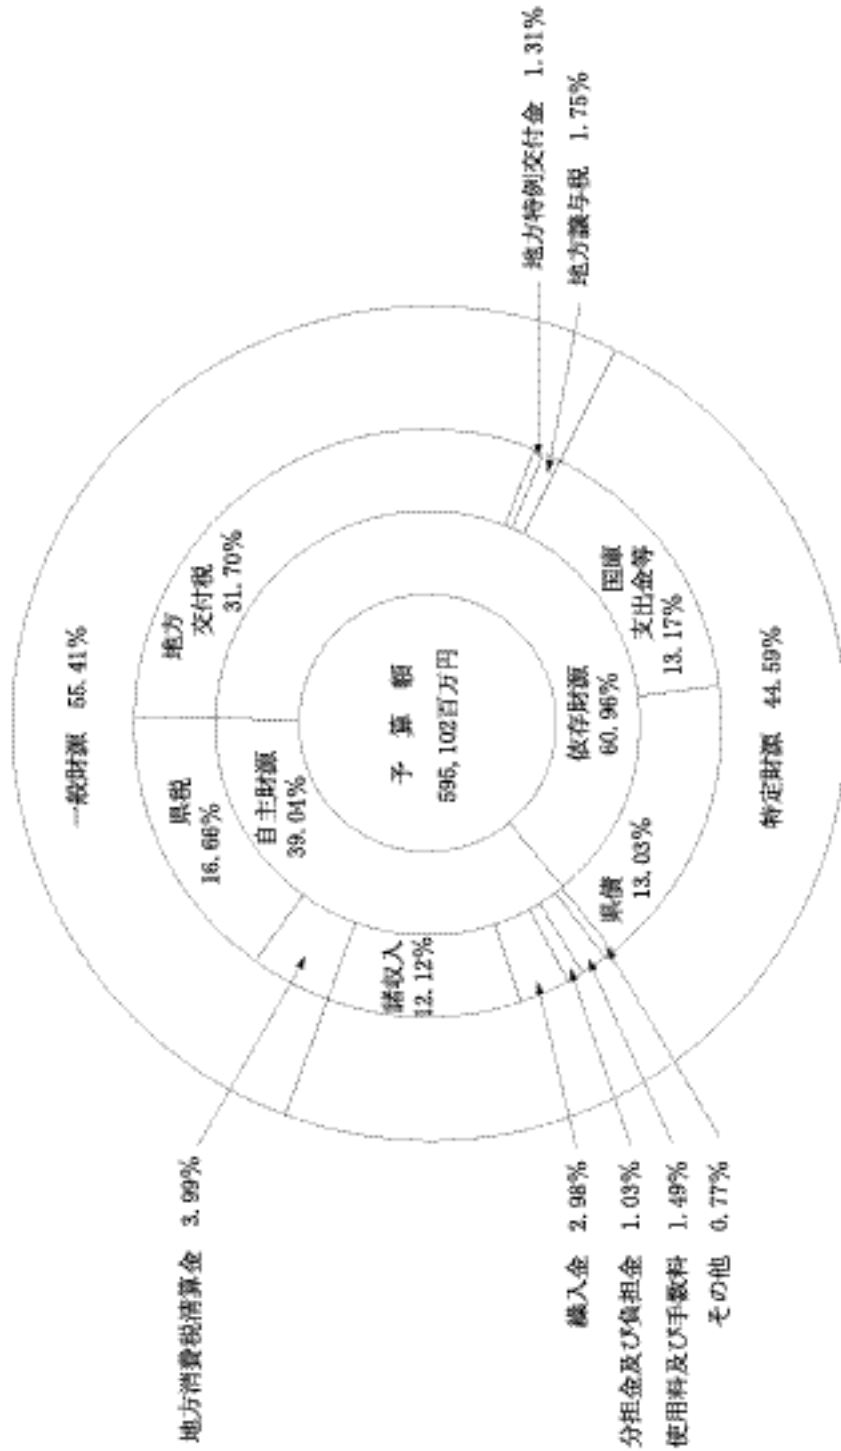 一般財源 55.41%
地方
交付税
31.70%
県税
16.66%
自主財源
39.04%
予 算 額
595,102百万円
依存財源
60.96%
国庫
支出金等
13.17%
県債
13.03%
諸収入
12.12%
特定財源 44.59%
地方特例交付金 1.31%
地方譲与税 1.75%
地方消費税清算金 3.99%
繰入金 2.98%
分担金及び負担金 1.03%
使用料及び手数料 1.49%
その他 0.77%